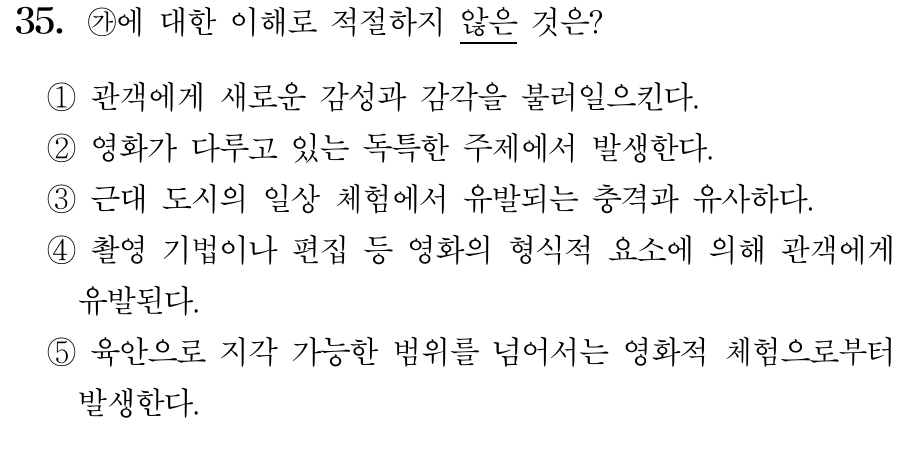 35. ㉮에 대한 이해로 적절하지 않은 것은?
① 관객에게 새로운 감성과 감각을 불러일으킨다.
② 영화가 다루고 있는 독특한 주제에서 발생한다.
③ 근대 도시의 일상 체험에서 유발되는 충격과 유사하다.
④ 촬영 기법이나 편집 등 영화의 형식적 요소에 의해 관객에게
유발된다.
⑤ 육안으로 지각 가능한 범위를 넘어서는 영화적 체험으로부터
발생한다.